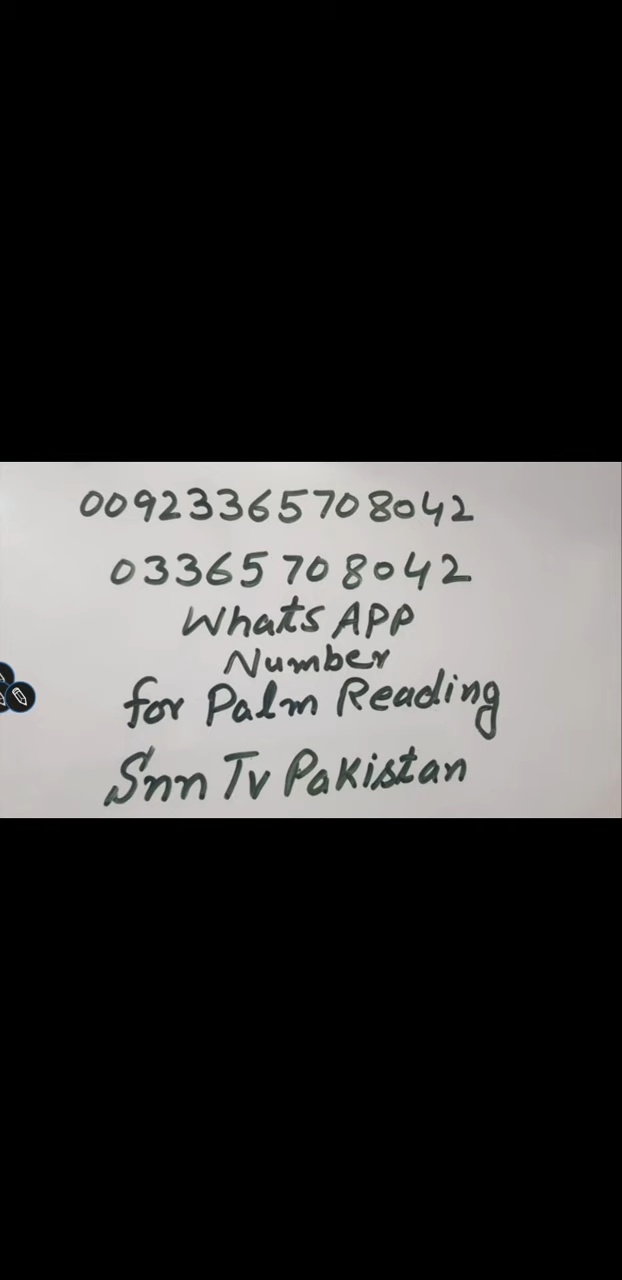 00923365708042
03365708042
Whats APP
Number
for Palm Reading
Snn Tv Pakistan